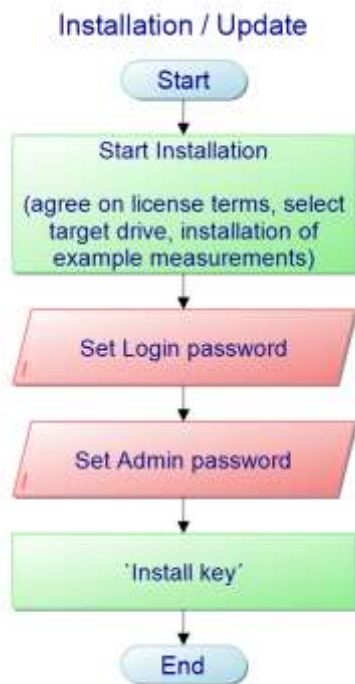 Installation / Update
Start
Start Installation
(agree on license terms, select
target drive, installation of
example measurements)
Set Login password
Set Admin password
´Install key´
End